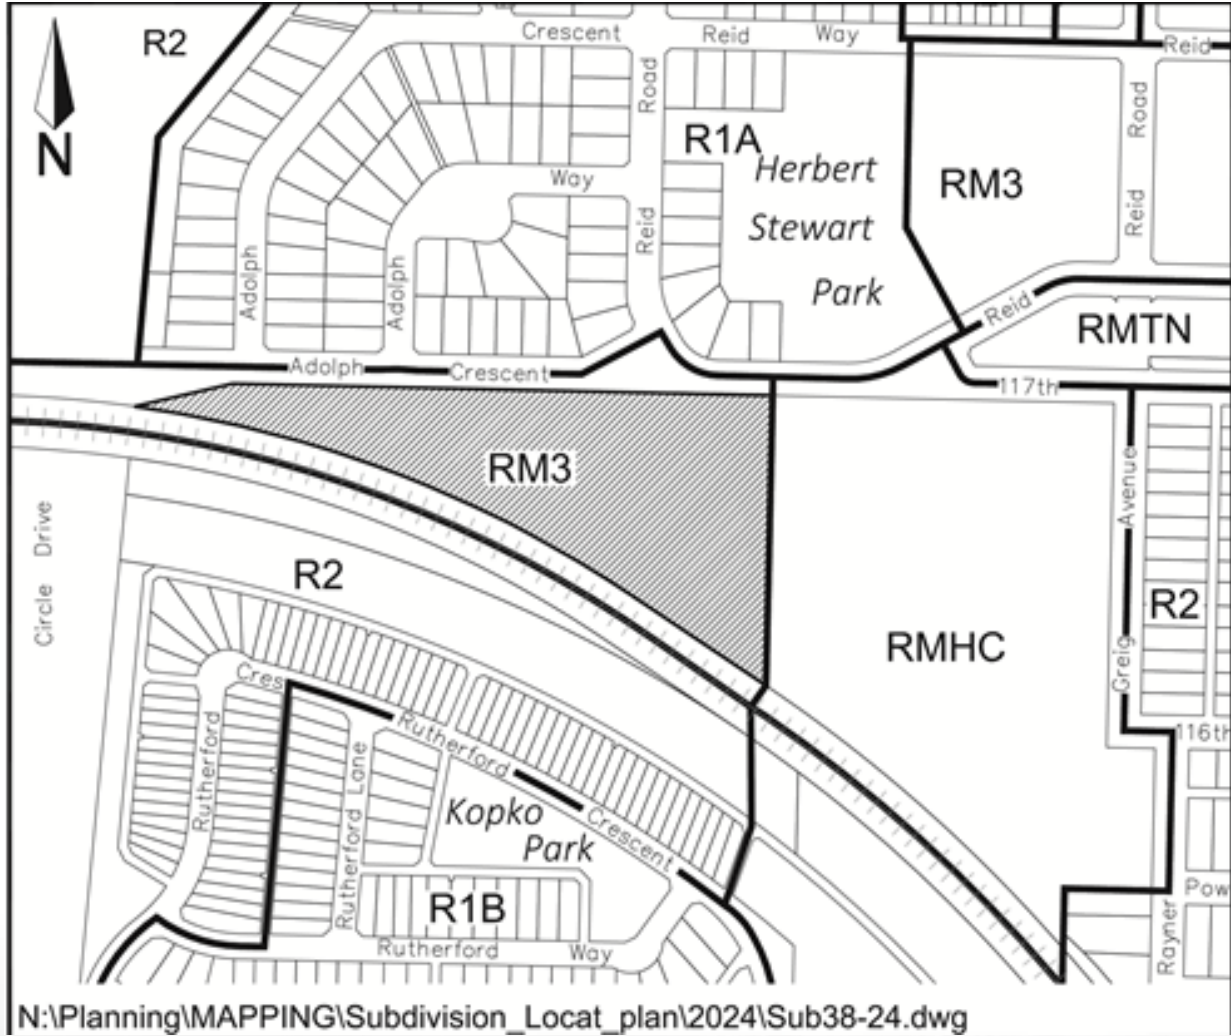 Crescent Reid Way
Reid
R2
N
Road
Road
R1A
Herbert
Stewart
Park
RM3
Way
Reid
Reid
Adolph
Adolph
Reid
RMTN
Adolph Crescent
117th
RM3
Avenue
Circle Drive
R2
R2
RMHC
Greig
Cres
Rutherford
116th
Rutherford
Rutherford Lane
Kopko
Park
Crescent
R1B
Pow
Rayner
Rutherford Way
N:\Planning\MAPPING\Subdivision_Locat_plan\2024\Sub38-24.dwg